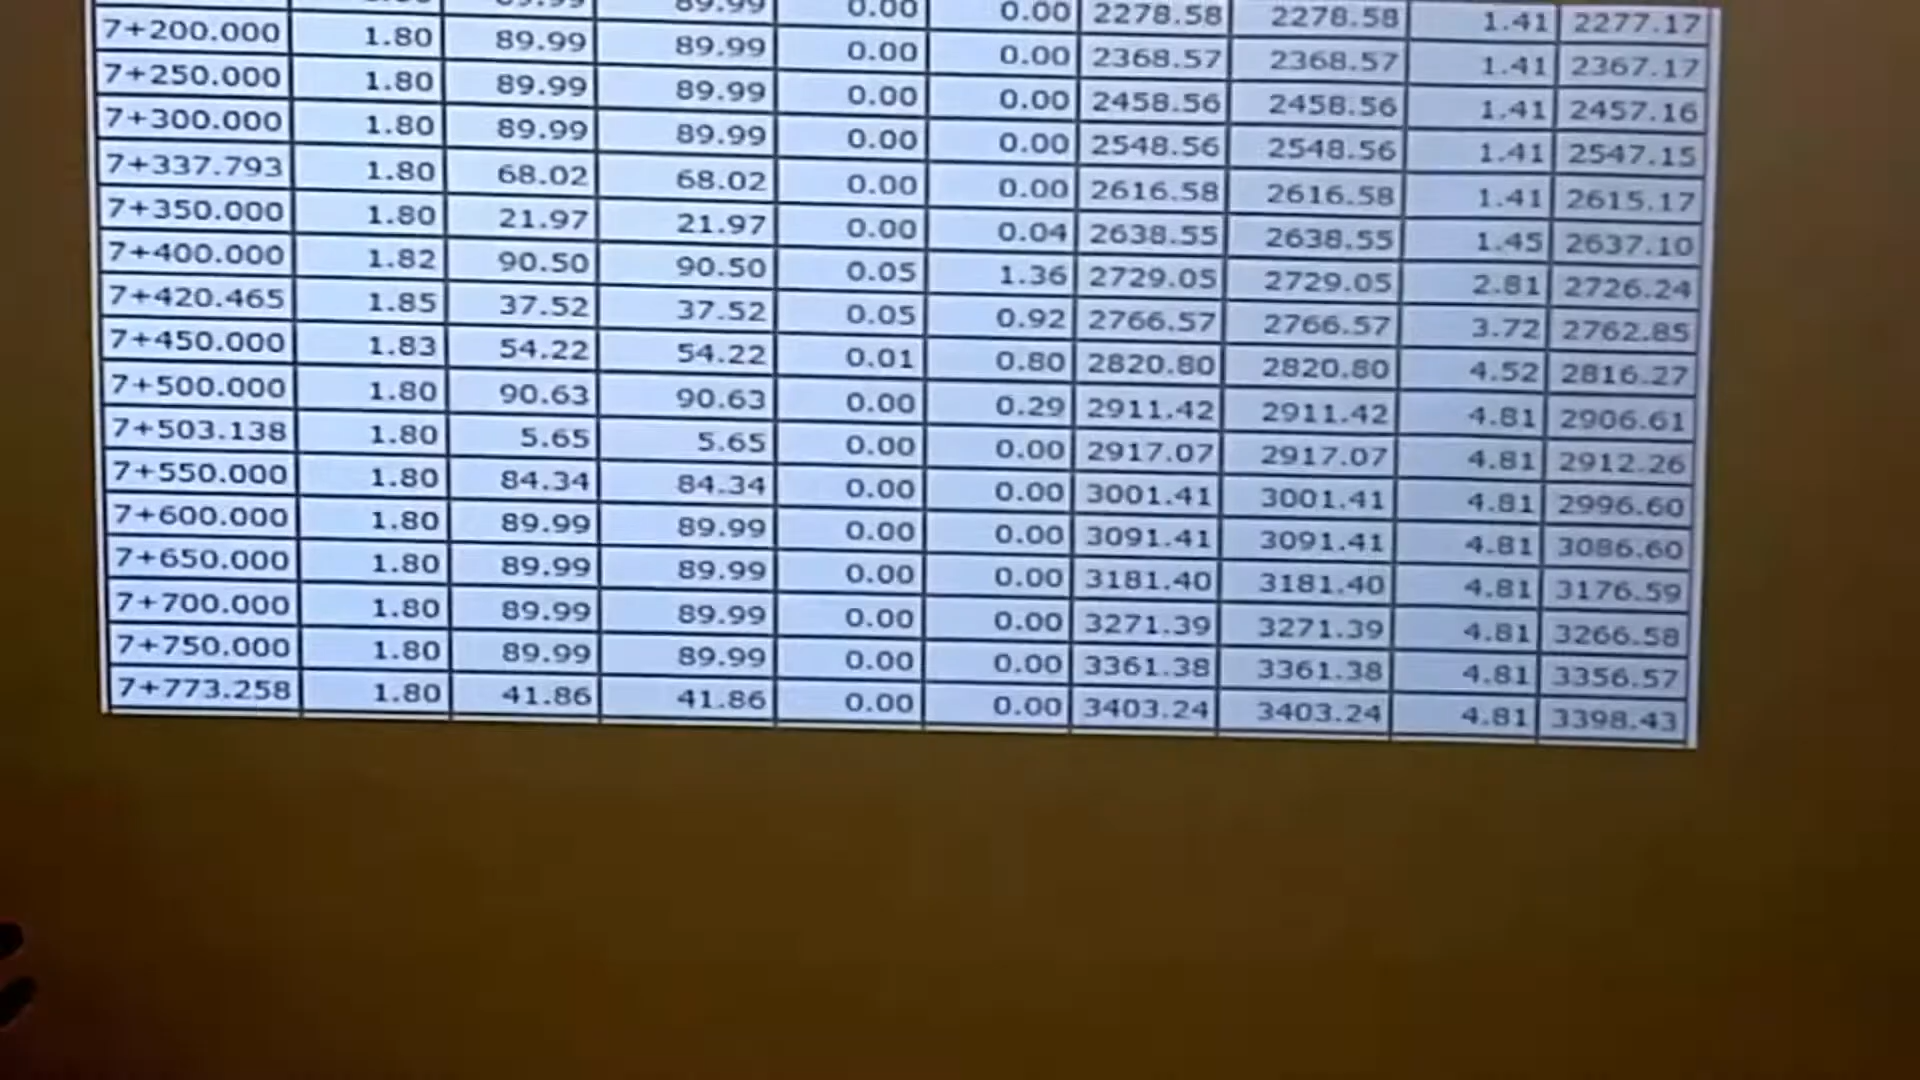 89.99 89.99 0.00 0.00 2278.58 2278.58 1.41 2277.17
7+200.000 1.80 89.99 89.99 0.00 0.00 2368.57 2368.57 1.41 2367.17
7+250.000 1.80 89.99 89.99 0.00 0.00 2458.56 2458.56 1.41 2457.16
7+300.000 1.80 89.99 89.99 0.00 0.00 2548.56 2548.56 1.41 2547.15
7+337.793 1.80 68.02 68.02 0.00 0.00 2616.58 2616.58 1.41 2615.17
7+350.000 1.80 21.97 21.97 0.00 0.04 2638.55 2638.55 1.45 2637.10
7+400.000 1.82 90.50 90.50 0.05 1.36 2729.05 2729.05 2.81 2726.24
7+420.465 1.85 37.52 37.52 0.05 0.92 2766.57 2766.57 3.72 2762.85
7+450.000 1.83 54.22 54.22 0.01 0.80 2820.80 2820.80 4.52 2816.27
7+500.000 1.80 90.63 90.63 0.00 0.29 2911.42 2911.42 4.81 2906.61
7+503.138 1.80 5.65 5.65 0.00 0.00 2917.07 2917.07 4.81 2912.26
7+550.000 1.80 84.34 84.34 0.00 0.00 3001.41 3001.41 4.81 2996.60
7+600.000 1.80 89.99 89.99 0.00 0.00 3091.41 3091.41 4.81 3086.60
7+650.000 1.80 89.99 89.99 0.00 0.00 3181.40 3181.40 4.81 3176.59
7+700.000 1.80 89.99 89.99 0.00 0.00 3271.39 3271.39 4.81 3266.58
7+750.000 1.80 89.99 89.99 0.00 0.00 3361.38 3361.38 4.81 3356.57
7+773.258 1.80 41.86 41.86 0.00 0.00 3403.24 3403.24 4.81 3398.43